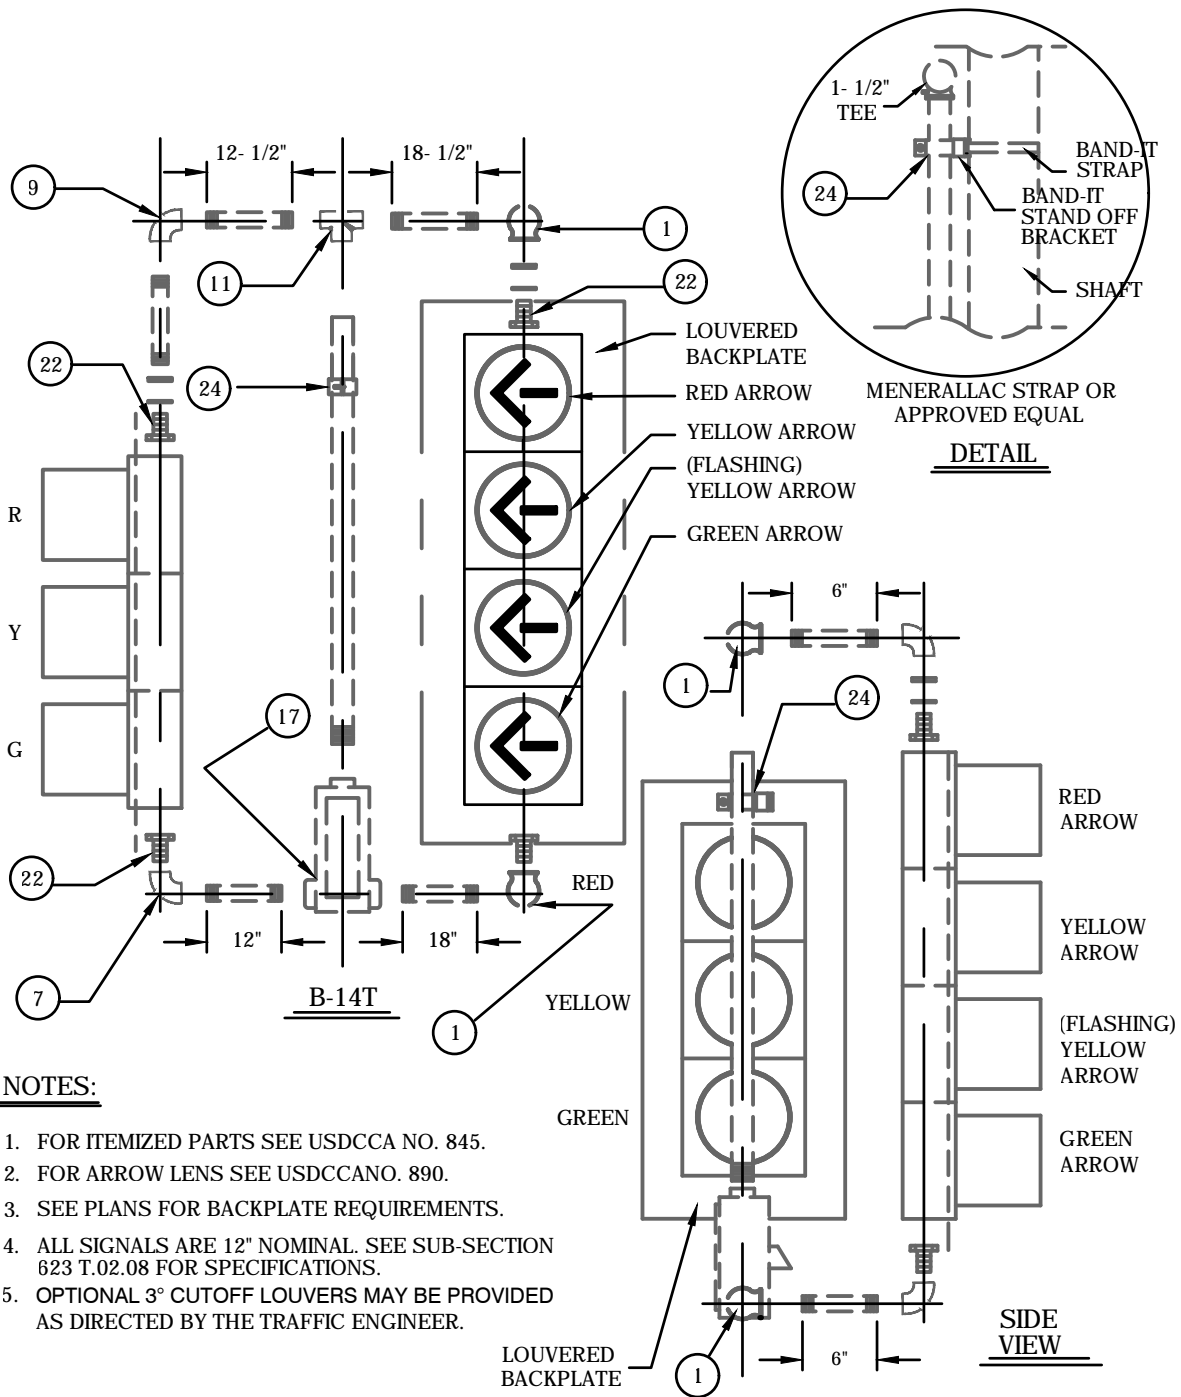 12- 1/2"
18- 1/2"
9
11
1
22
22
24
LOUVERED
BACKPLATE
RED ARROW
YELLOW ARROW
(FLASHING)
YELLOW ARROW
GREEN ARROW
R
Y
G
17
22
7
12"
18"
RED
B-14T
1
1- 1/2"
TEE
24
BAND-IT
STRAP
BAND-IT
STAND OFF
BRACKET
SHAFT
MENERALLAC STRAP OR
APPROVED EQUAL
DETAIL
6"
1
24
RED
ARROW
YELLOW
ARROW
(FLASHING)
YELLOW
ARROW
GREEN
ARROW
YELLOW
GREEN
LOUVERED
BACKPLATE
1
6"
SIDE
VIEW
NOTES:
1. FOR ITEMIZED PARTS SEE USDCCA NO. 845.
2. FOR ARROW LENS SEE USDCCANO. 890.
3. SEE PLANS FOR BACKPLATE REQUIREMENTS.
4. ALL SIGNALS ARE 12" NOMINAL. SEE SUB-SECTION
623 T.02.08 FOR SPECIFICATIONS.
5. OPTIONAL 3° CUTOFF LOUVERS MAY BE PROVIDED
AS DIRECTED BY THE TRAFFIC ENGINEER.